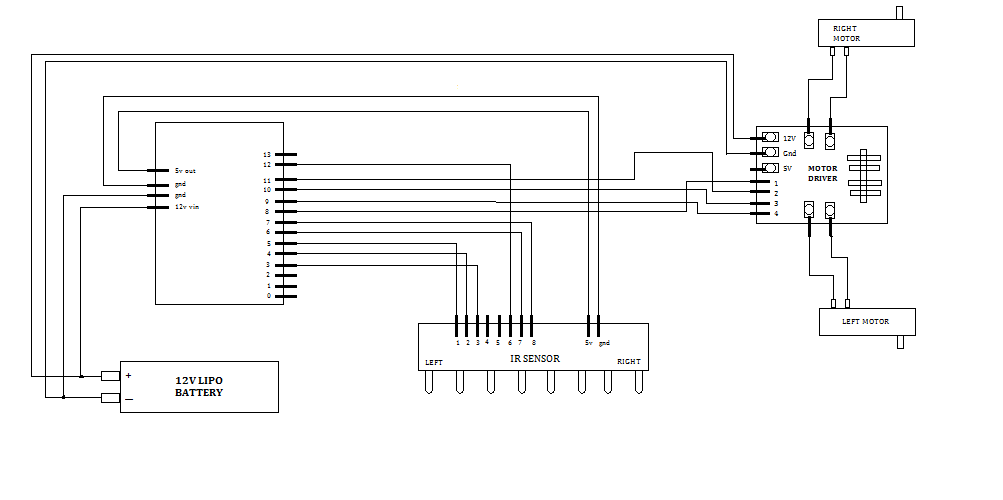 RIGHT
MOTOR
12V
Gnd
5V
1
2
3
4
MOTOR
DRIVER
5v out
gnd
gnd
12v vin
13
12
11
10
9
8
7
6
5
4
3
2
1
0
1 2 3 4 5 6 7 8 5v gnd
LEFT IR SENSOR RIGHT
LEFT MOTOR
+
12V LIPO
BATTERY
—